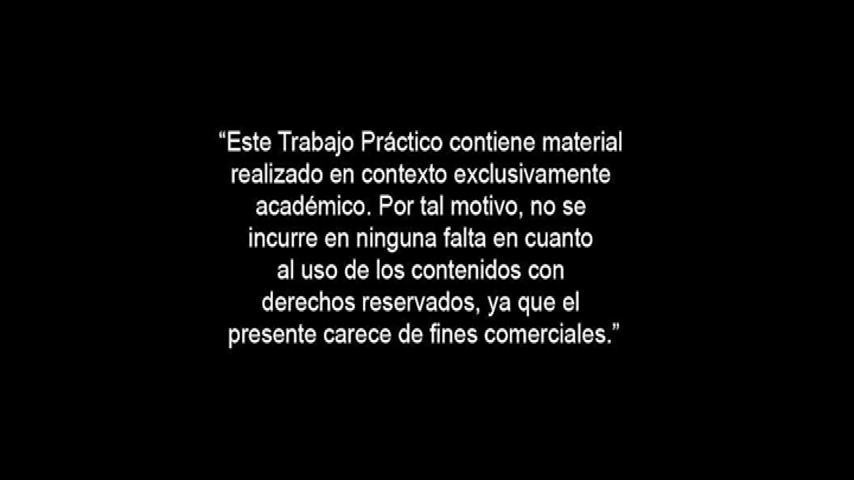 “Este Trabajo Práctico contiene material
realizado en contexto exclusivamente
académico. Por tal motivo, no se
incurre en ninguna falta en cuanto
al uso de los contenidos con
derechos reservados, ya que el
presente carece de fines comerciales.”